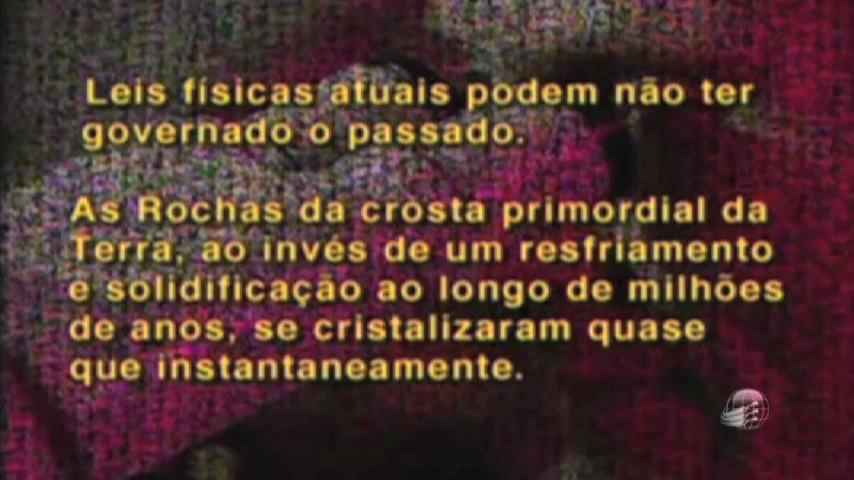 Leis físicas atuais podem não ter
governado o passado.
As Rochas da crosta primordial da
Terra, ao invés de um resfriamento
e solidificação ao longo de milhões
de anos, se cristalizaram quase
que instantaneamente.